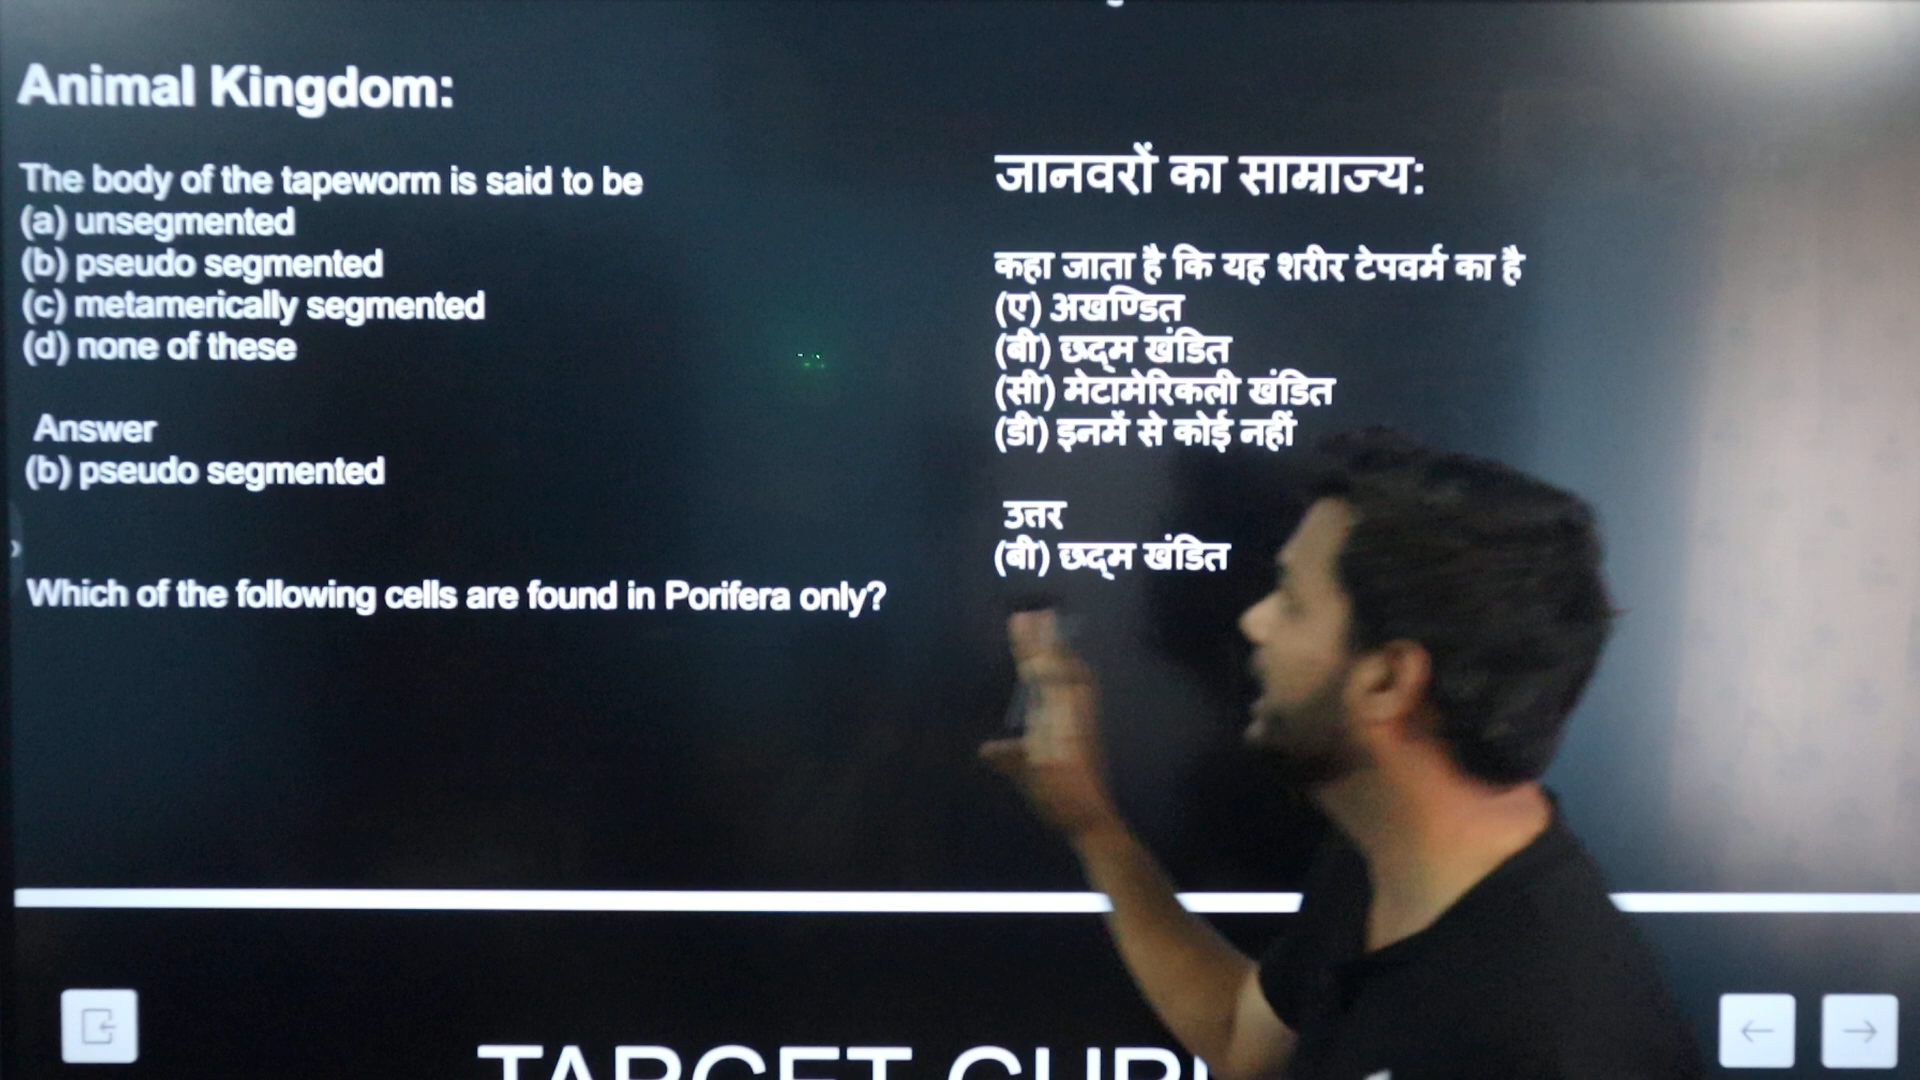 Animal Kingdom:
The body of the tapeworm is said to be
(a) unsegmented
(b) pseudo segmented
(c) metamerically segmented
(d) none of these
Answer
(b) pseudo segmented
Which of the following cells are found in Porifera only?
जानवरों का साम्राज्य:
कहा जाता है कि यह शरीर टेपवर्म का है
(ए) अखण्डित
(बी) छद्म खंडित
(सी) मेटामेरिकली खंडित
(डी) इनमें से कोई नहीं
उत्तर
(बी) छद्म खंडित
TARGET